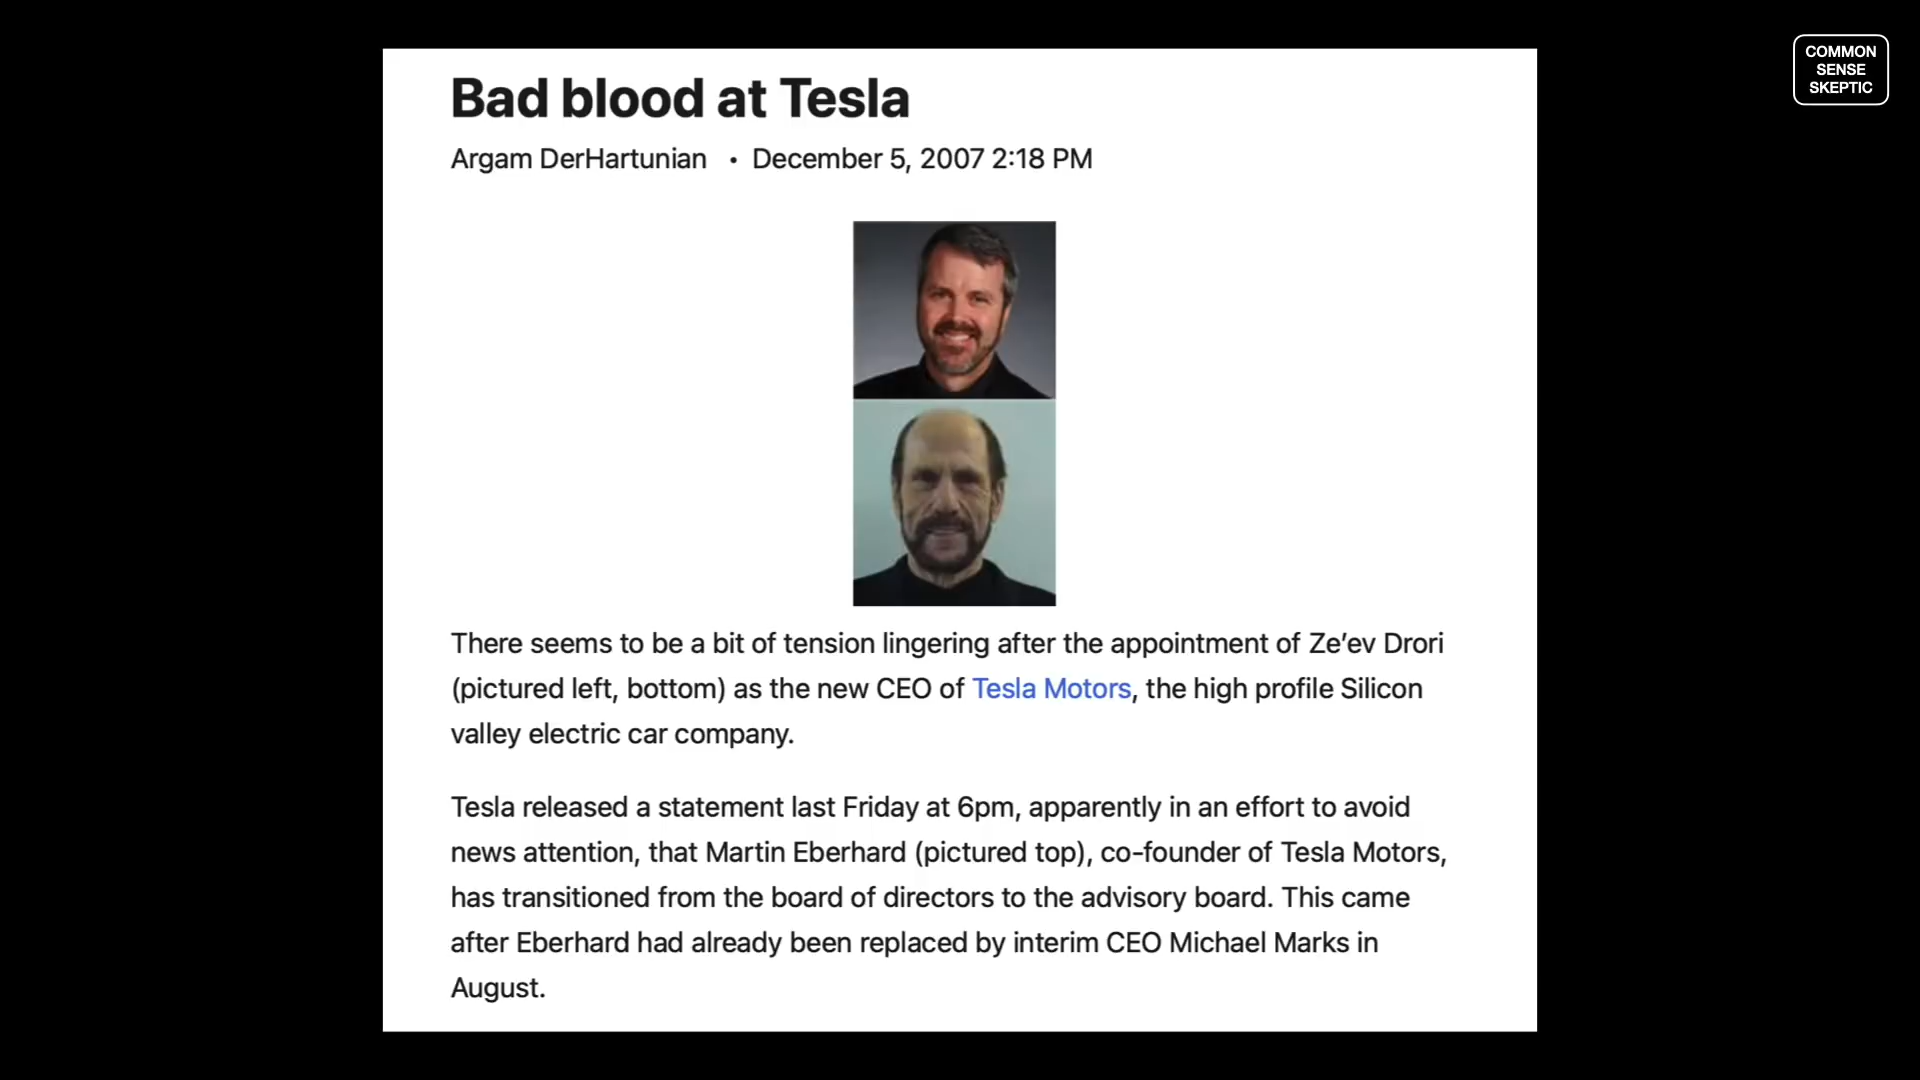 Bad blood at Tesla
Argam DerHartunian • December 5, 2007 2:18 PM
There seems to be a bit of tension lingering after the appointment of Ze’ev Drori
(pictured left, bottom) as the new CEO of Tesla Motors, the high profile Silicon
valley electric car company.
Tesla released a statement last Friday at 6pm, apparently in an effort to avoid
news attention, that Martin Eberhard (pictured top), co-founder of Tesla Motors,
has transitioned from the board of directors to the advisory board. This came
after Eberhard had already been replaced by interim CEO Michael Marks in
August.
COMMON
SENSE
SKEPTIC